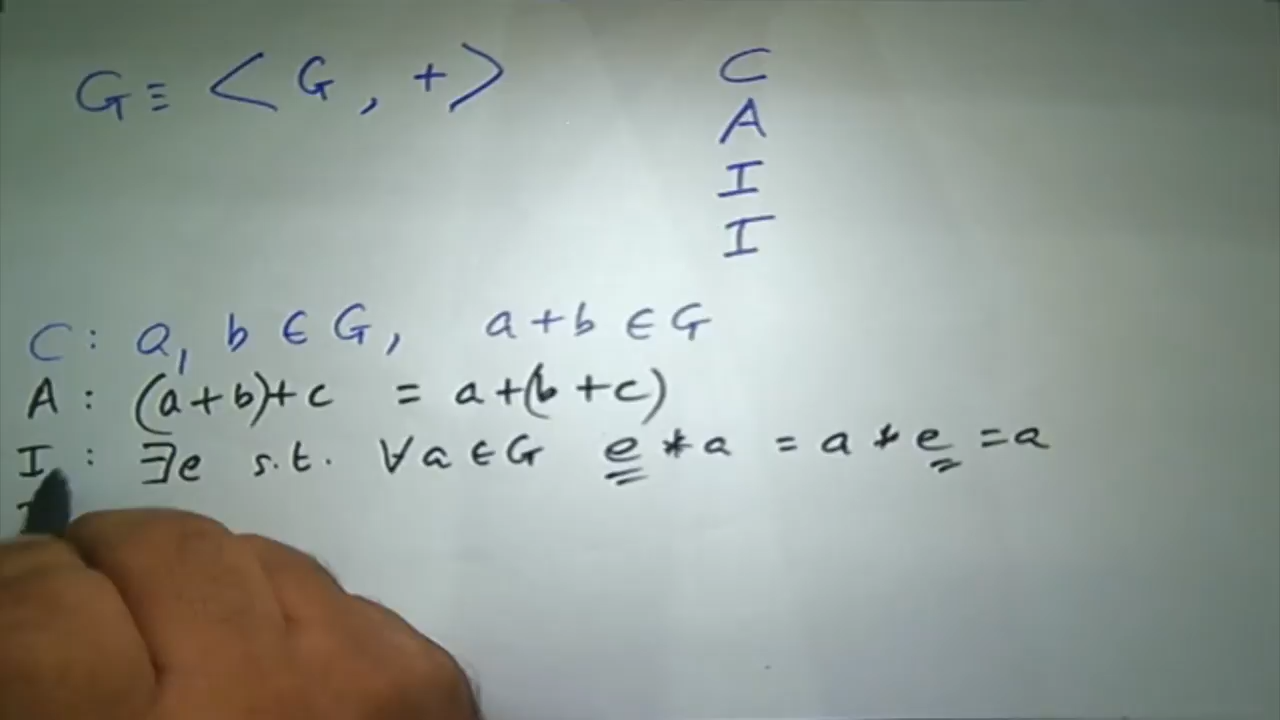 G ≡ < G , + >
C
A
I
I
C : a, b ∈ G, a + b ∈ G
A : (a + b) + c = a + (b + c)
I : ∃e s.t. ∀a ∈ G e * a = a * e = a